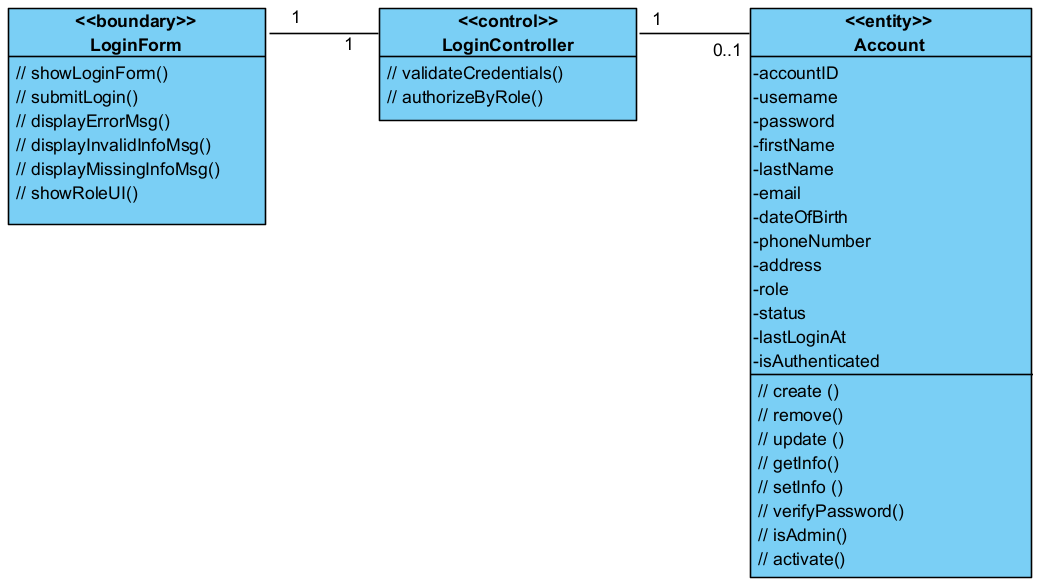 <<boundary>>
LoginForm
// showLoginForm()
// submitLogin()
// displayErrorMsg()
// displayInvalidInfoMsg()
// displayMissingInfoMsg()
// showRoleUI()
1
1
<<control>>
LoginController
// validateCredentials()
// authorizeByRole()
1
0..1
<<entity>>
Account
-accountID
-username
-password
-firstName
-lastName
-email
-dateOfBirth
-phoneNumber
-address
-role
-status
-lastLoginAt
-isAuthenticated
// create ()
// remove()
// update ()
// getInfo()
// setInfo ()
// verifyPassword()
// isAdmin()
// activate()